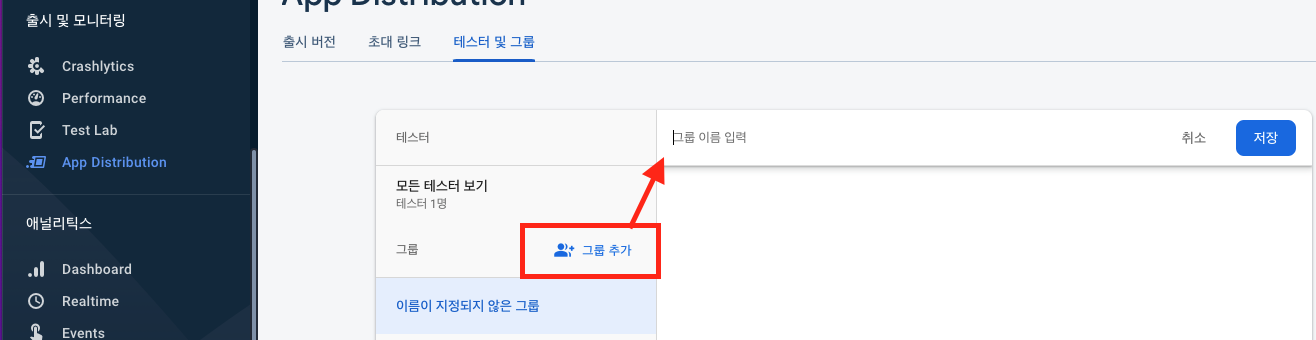 출시 및 모니터링
Crashlytics
Performance
Test Lab
App Distribution
애널리틱스
Dashboard
Realtime
Events
App Distribution
출시 버전 초대 링크 테스터 및 그룹
테스터
모든 테스터 보기
테스터 1명
그룹 그룹 추가
이름이 지정되지 않은 그룹
그룹 이름 입력 취소 저장